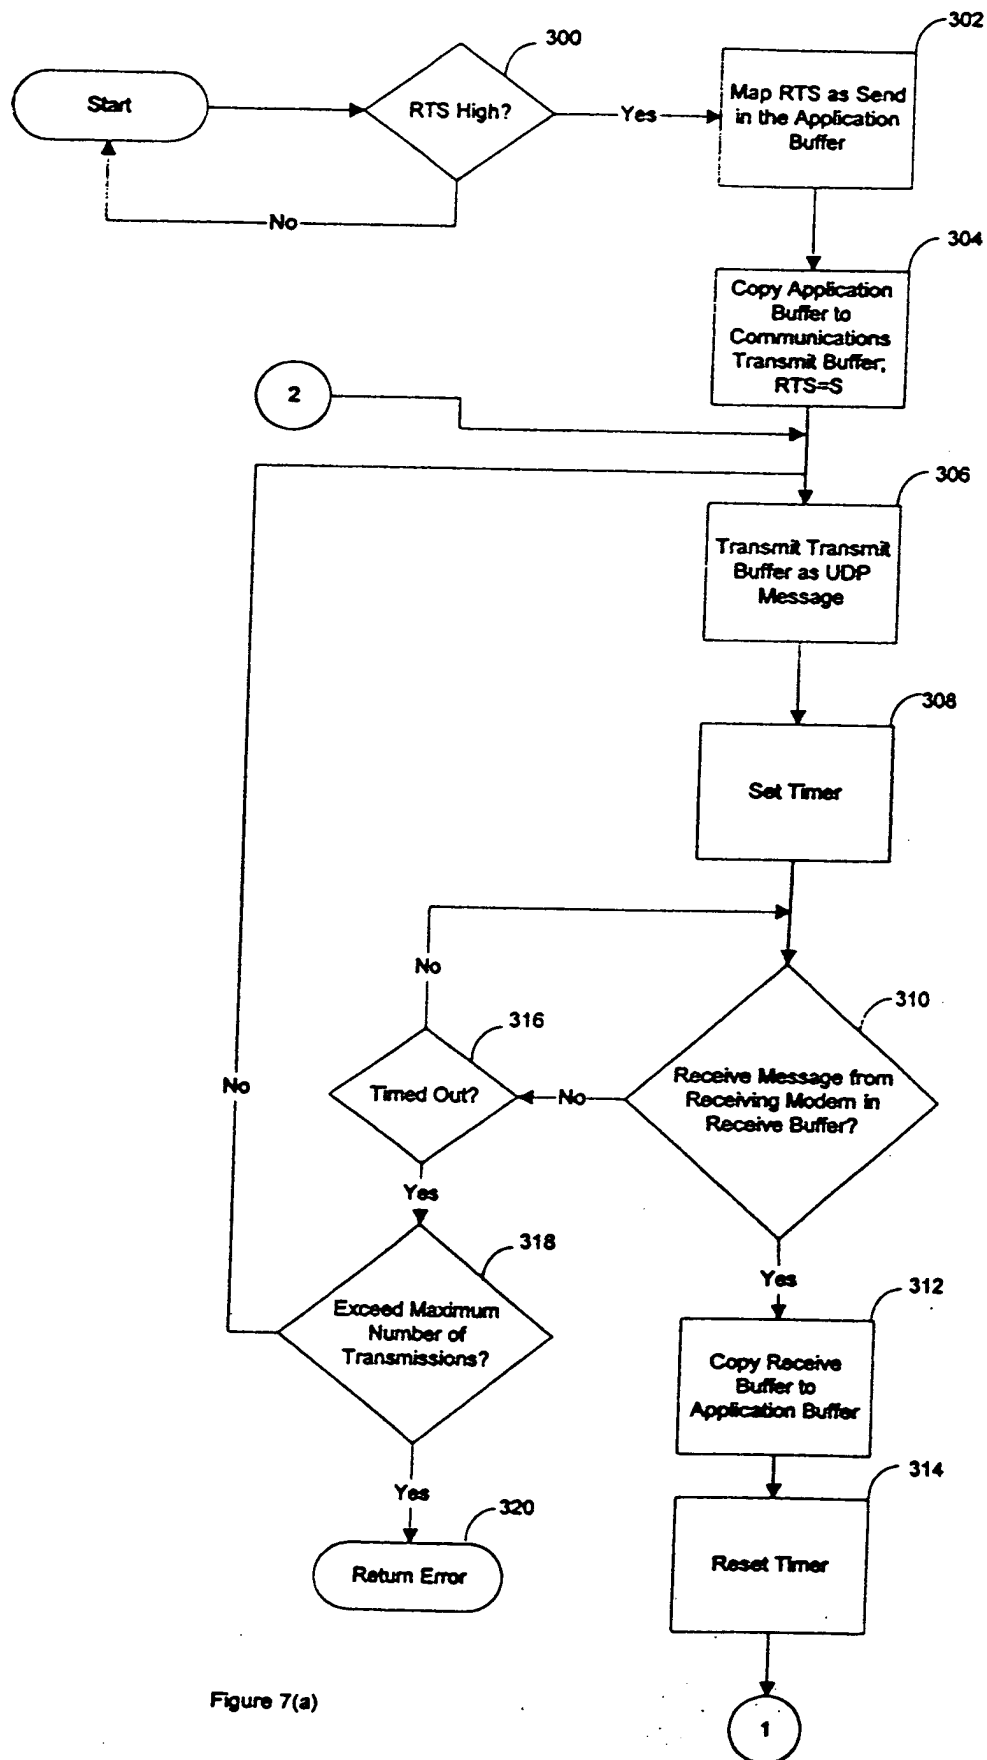 300
302
Start
RTS High?
Yes
Map RTS as Send
in the Application
Buffer
No
304
Copy Application
Buffer to
Communications
Transmit Buffer;
RTS=S
2
306
Transmit Transmit
Buffer as UDP
Message
308
Set Timer
No
310
316
No
Timed Out?
No
Receive Message from
Receiving Modem in
Receive Buffer?
Yes
318
Exceed Maximum
Number of
Transmissions?
Yes
312
Copy Receive
Buffer to
Application Buffer
314
Yes
320
Return Error
Reset Timer
Figure 7(a)
1